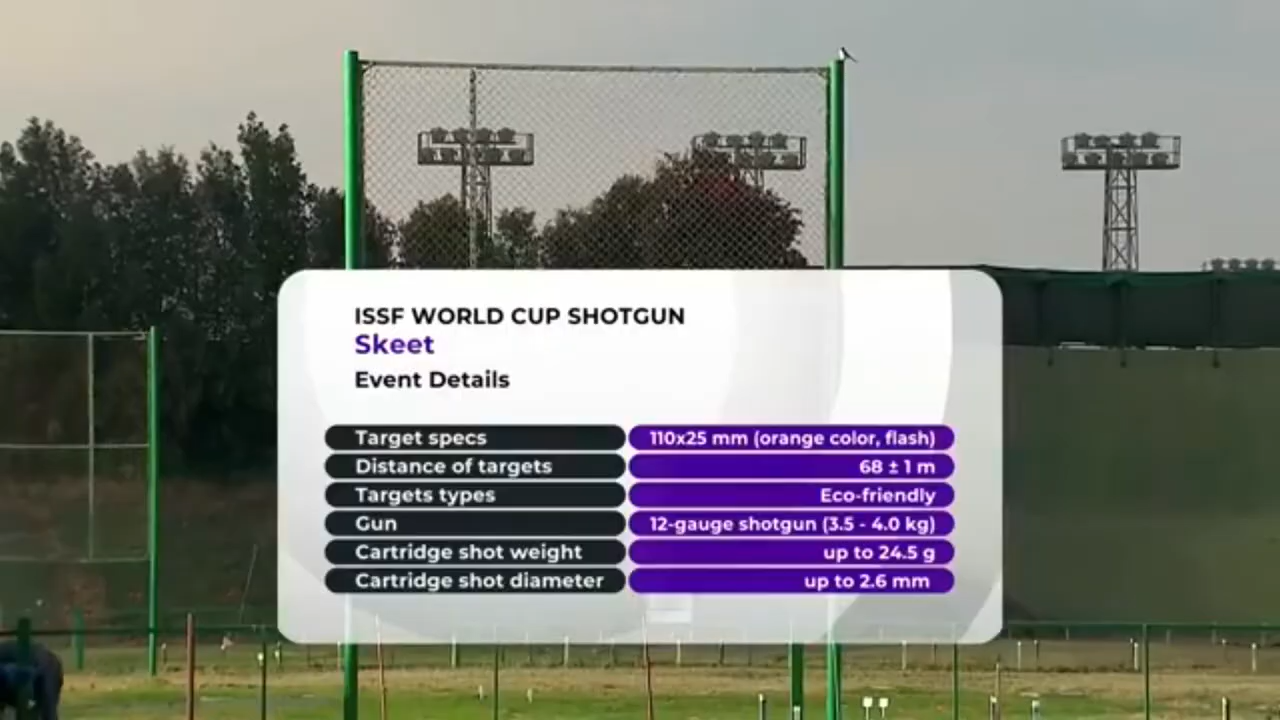 ISSF WORLD CUP SHOTGUN
Skeet
Event Details
Target specs 110x25 mm (orange color, flash)
Distance of targets 68 ± 1 m
Targets types Eco-friendly
Gun 12-gauge shotgun (3.5 - 4.0 kg)
Cartridge shot weight up to 24.5 g
Cartridge shot diameter up to 2.6 mm